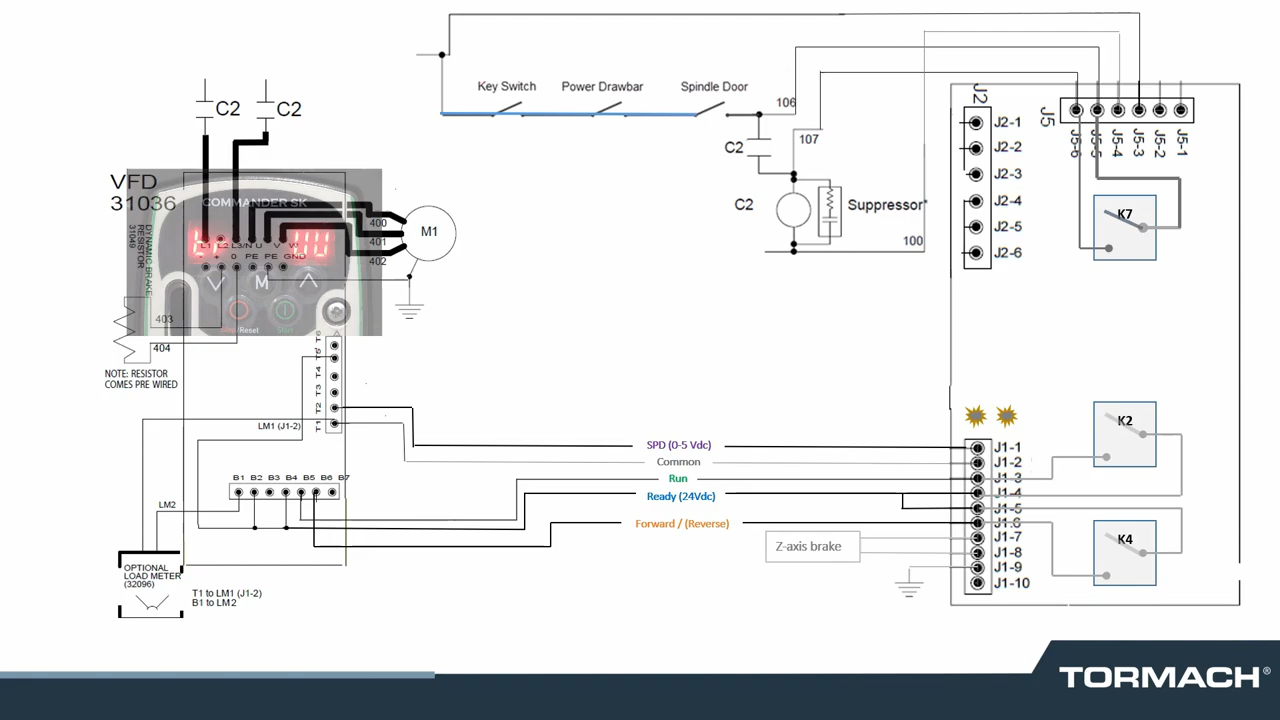 Key Switch
Power Drawbar
Spindle Door
106
107
C2
C2
C2
C2
Suppressor*
100
VFD
31036
COMMANDER SK
DYNAMIC BRAKE
RESISTOR
31049
L1 L2 L3/N U V
+ 0 PE PE GND
M
Stop/Reset
Start
400
401
402
M1
403
404
NOTE: RESISTOR
COMES PRE WIRED
T6
T5
T4
T3
T2
T1
LM1 (J1-2)
B1 B2 B3 B4 B5 B6 B7
LM2
OPTIONAL
LOAD METER
(32096)
T1 to LM1 (J1-2)
B1 to LM2
SPD (0-5 Vdc)
Common
Run
Ready (24Vdc)
Forward / (Reverse)
Z-axis brake
J2
J2-1
J2-2
J2-3
J2-4
J2-5
J2-6
J5
J5-6
J5-5
J5-4
J5-3
J5-2
J5-1
K7
K2
K4
J1-1
J1-2
J1-3
J1-4
J1-5
J1-6
J1-7
J1-8
J1-9
J1-10
TORMACH®